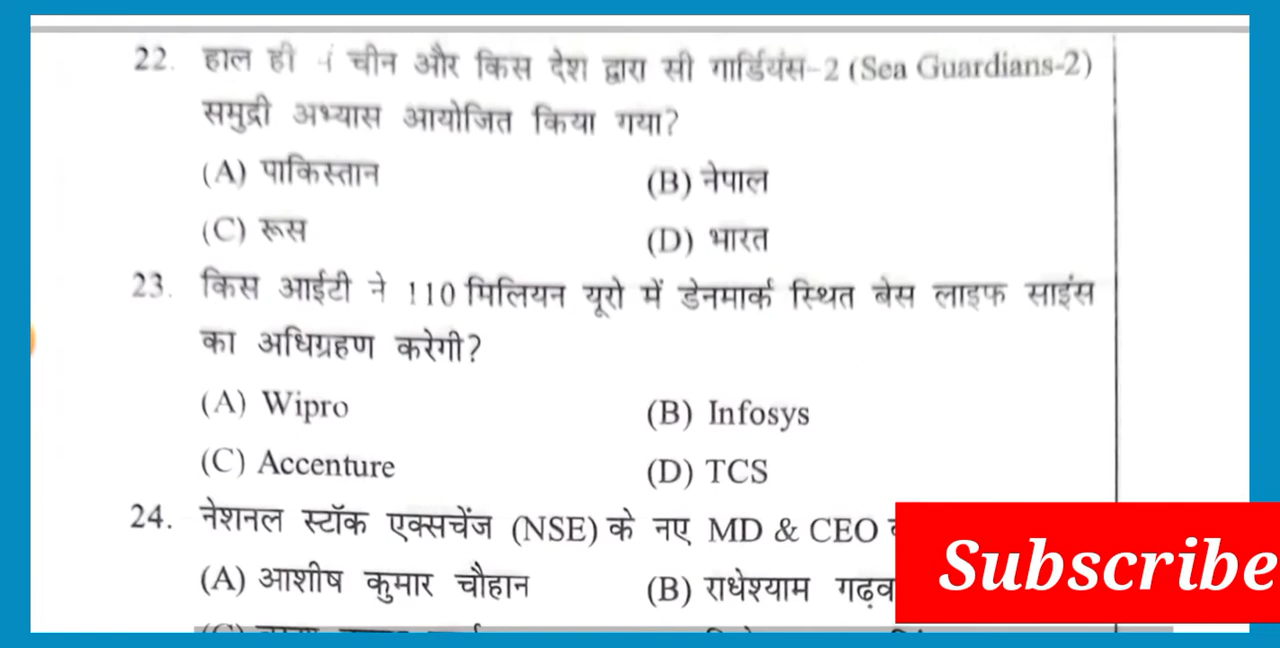 22. हाल ही चीन और किस देश द्वारा सी गार्डियंस-2 (Sea Guardians-2)
समुद्री अभ्यास आयोजित किया गया?
(A) पाकिस्तान (B) नेपाल
(C) रूस (D) भारत
23. किस आईटी ने 110 मिलियन यूरो में डेनमार्क स्थित बेस लाइफ साइंस
का अधिग्रहण करेगी?
(A) Wipro (B) Infosys
(C) Accenture (D) TCS
24. नेशनल स्टॉक एक्सचेंज (NSE) के नए MD & CEO
(A) आशीष कुमार चौहान (B) राधेश्याम
Subscribe